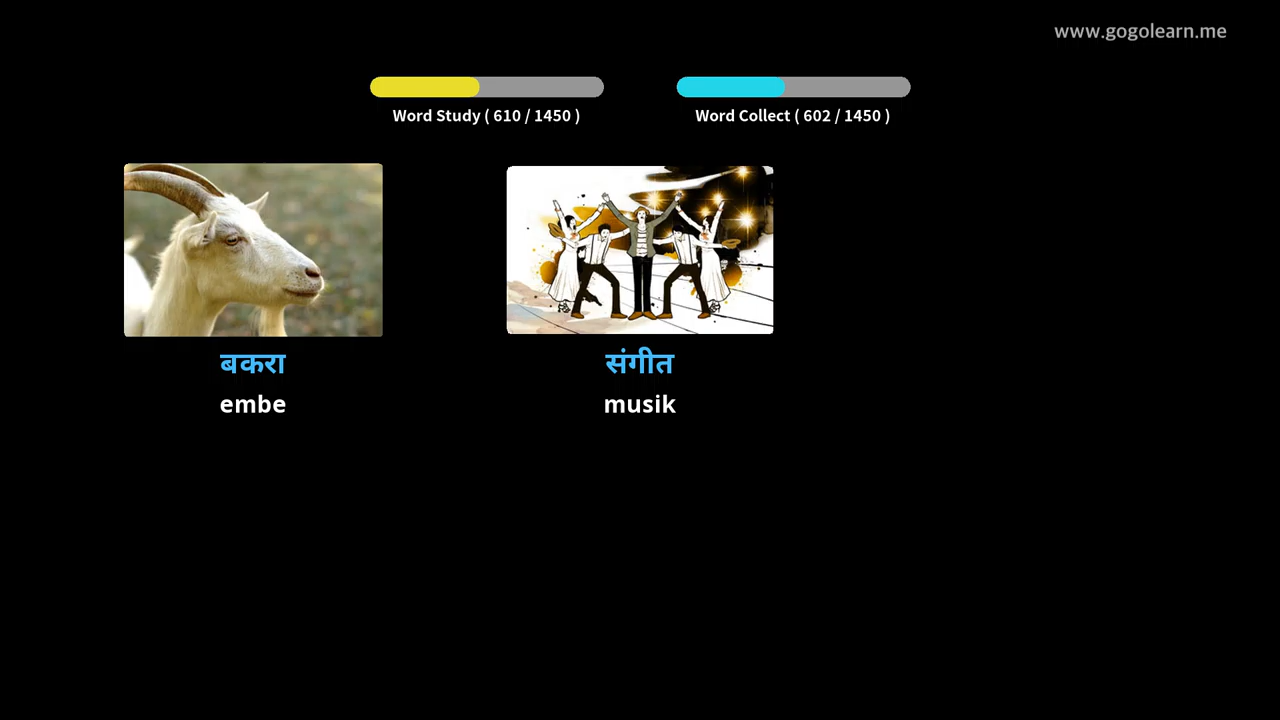 www.gogolearn.me
Word Study ( 610 / 1450 )
Word Collect ( 602 / 1450 )
बकरा
embe
संगीत
musik